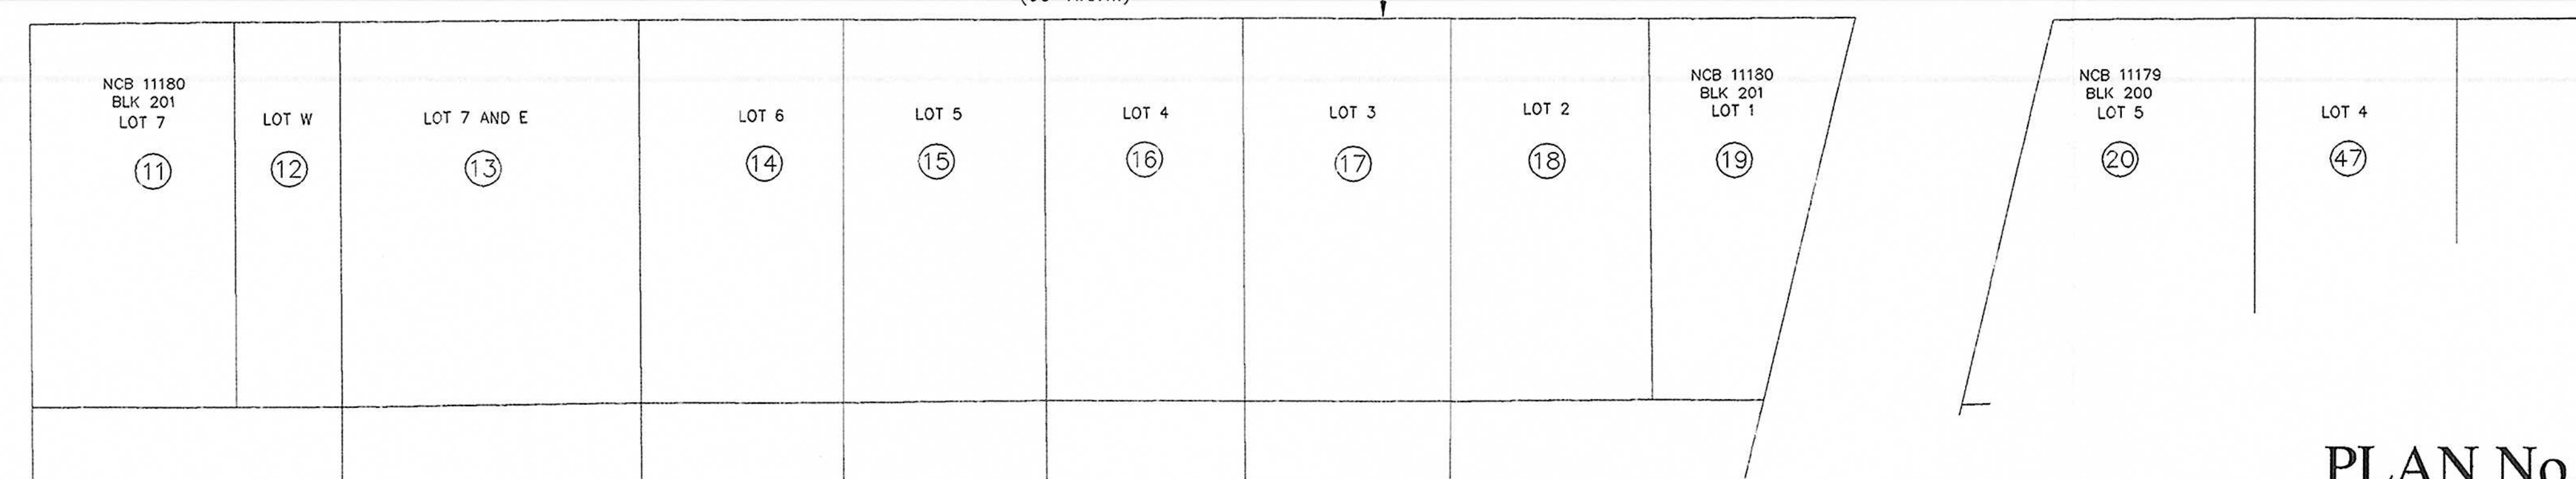 NCB 11180
BLK 201
LOT 7
11
LOT W
12
LOT 7 AND E
13
LOT 6
14
LOT 5
15
LOT 4
16
LOT 3
17
LOT 2
18
NCB 11180
BLK 201
LOT 1
19
NCB 11179
BLK 200
LOT 5
20
LOT 4
47
PLAN No